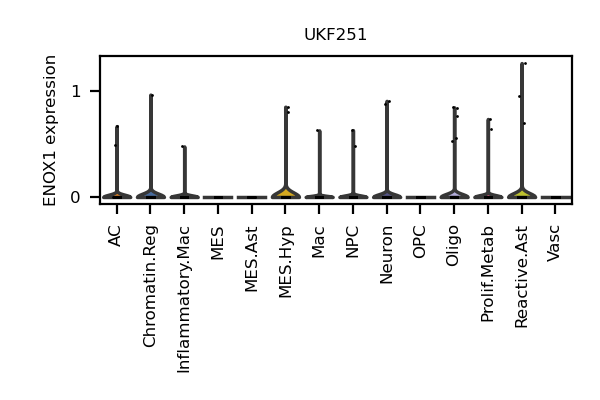 UKF251
ENOX1 expression
1
0
AC
Chromatin.Reg
Inflammatory.Mac
MES
MES.Ast
MES.Hyp
Mac
NPC
Neuron
OPC
Oligo
Prolif.Metab
Reactive.Ast
Vasc